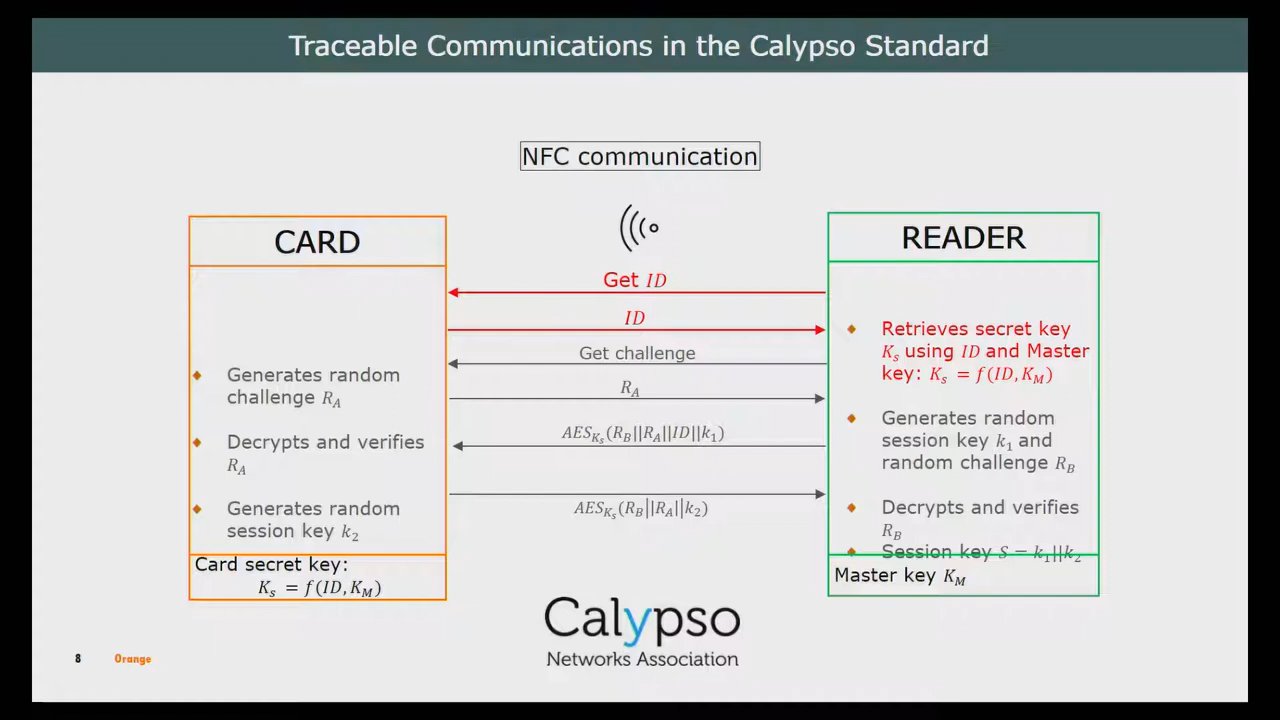 Traceable Communications in the Calypso Standard
NFC communication
CARD
READER
Get ID
ID
Get challenge
R_A
AES_{K_s}(R_B||R_A||ID||k_1)
AES_{K_s}(R_B||R_A||k_2)
Generates random
challenge R_A
Decrypts and verifies
R_A
Generates random
session key k_2
Card secret key:
K_s = f(ID, K_M)
Retrieves secret key
K_s using ID and Master
key: K_s = f(ID, K_M)
Generates random
session key k_1 and
random challenge R_B
Decrypts and verifies
R_B
Session key S = k_1||k_2
Master key K_M
Calypso
Networks Association
8
Orange